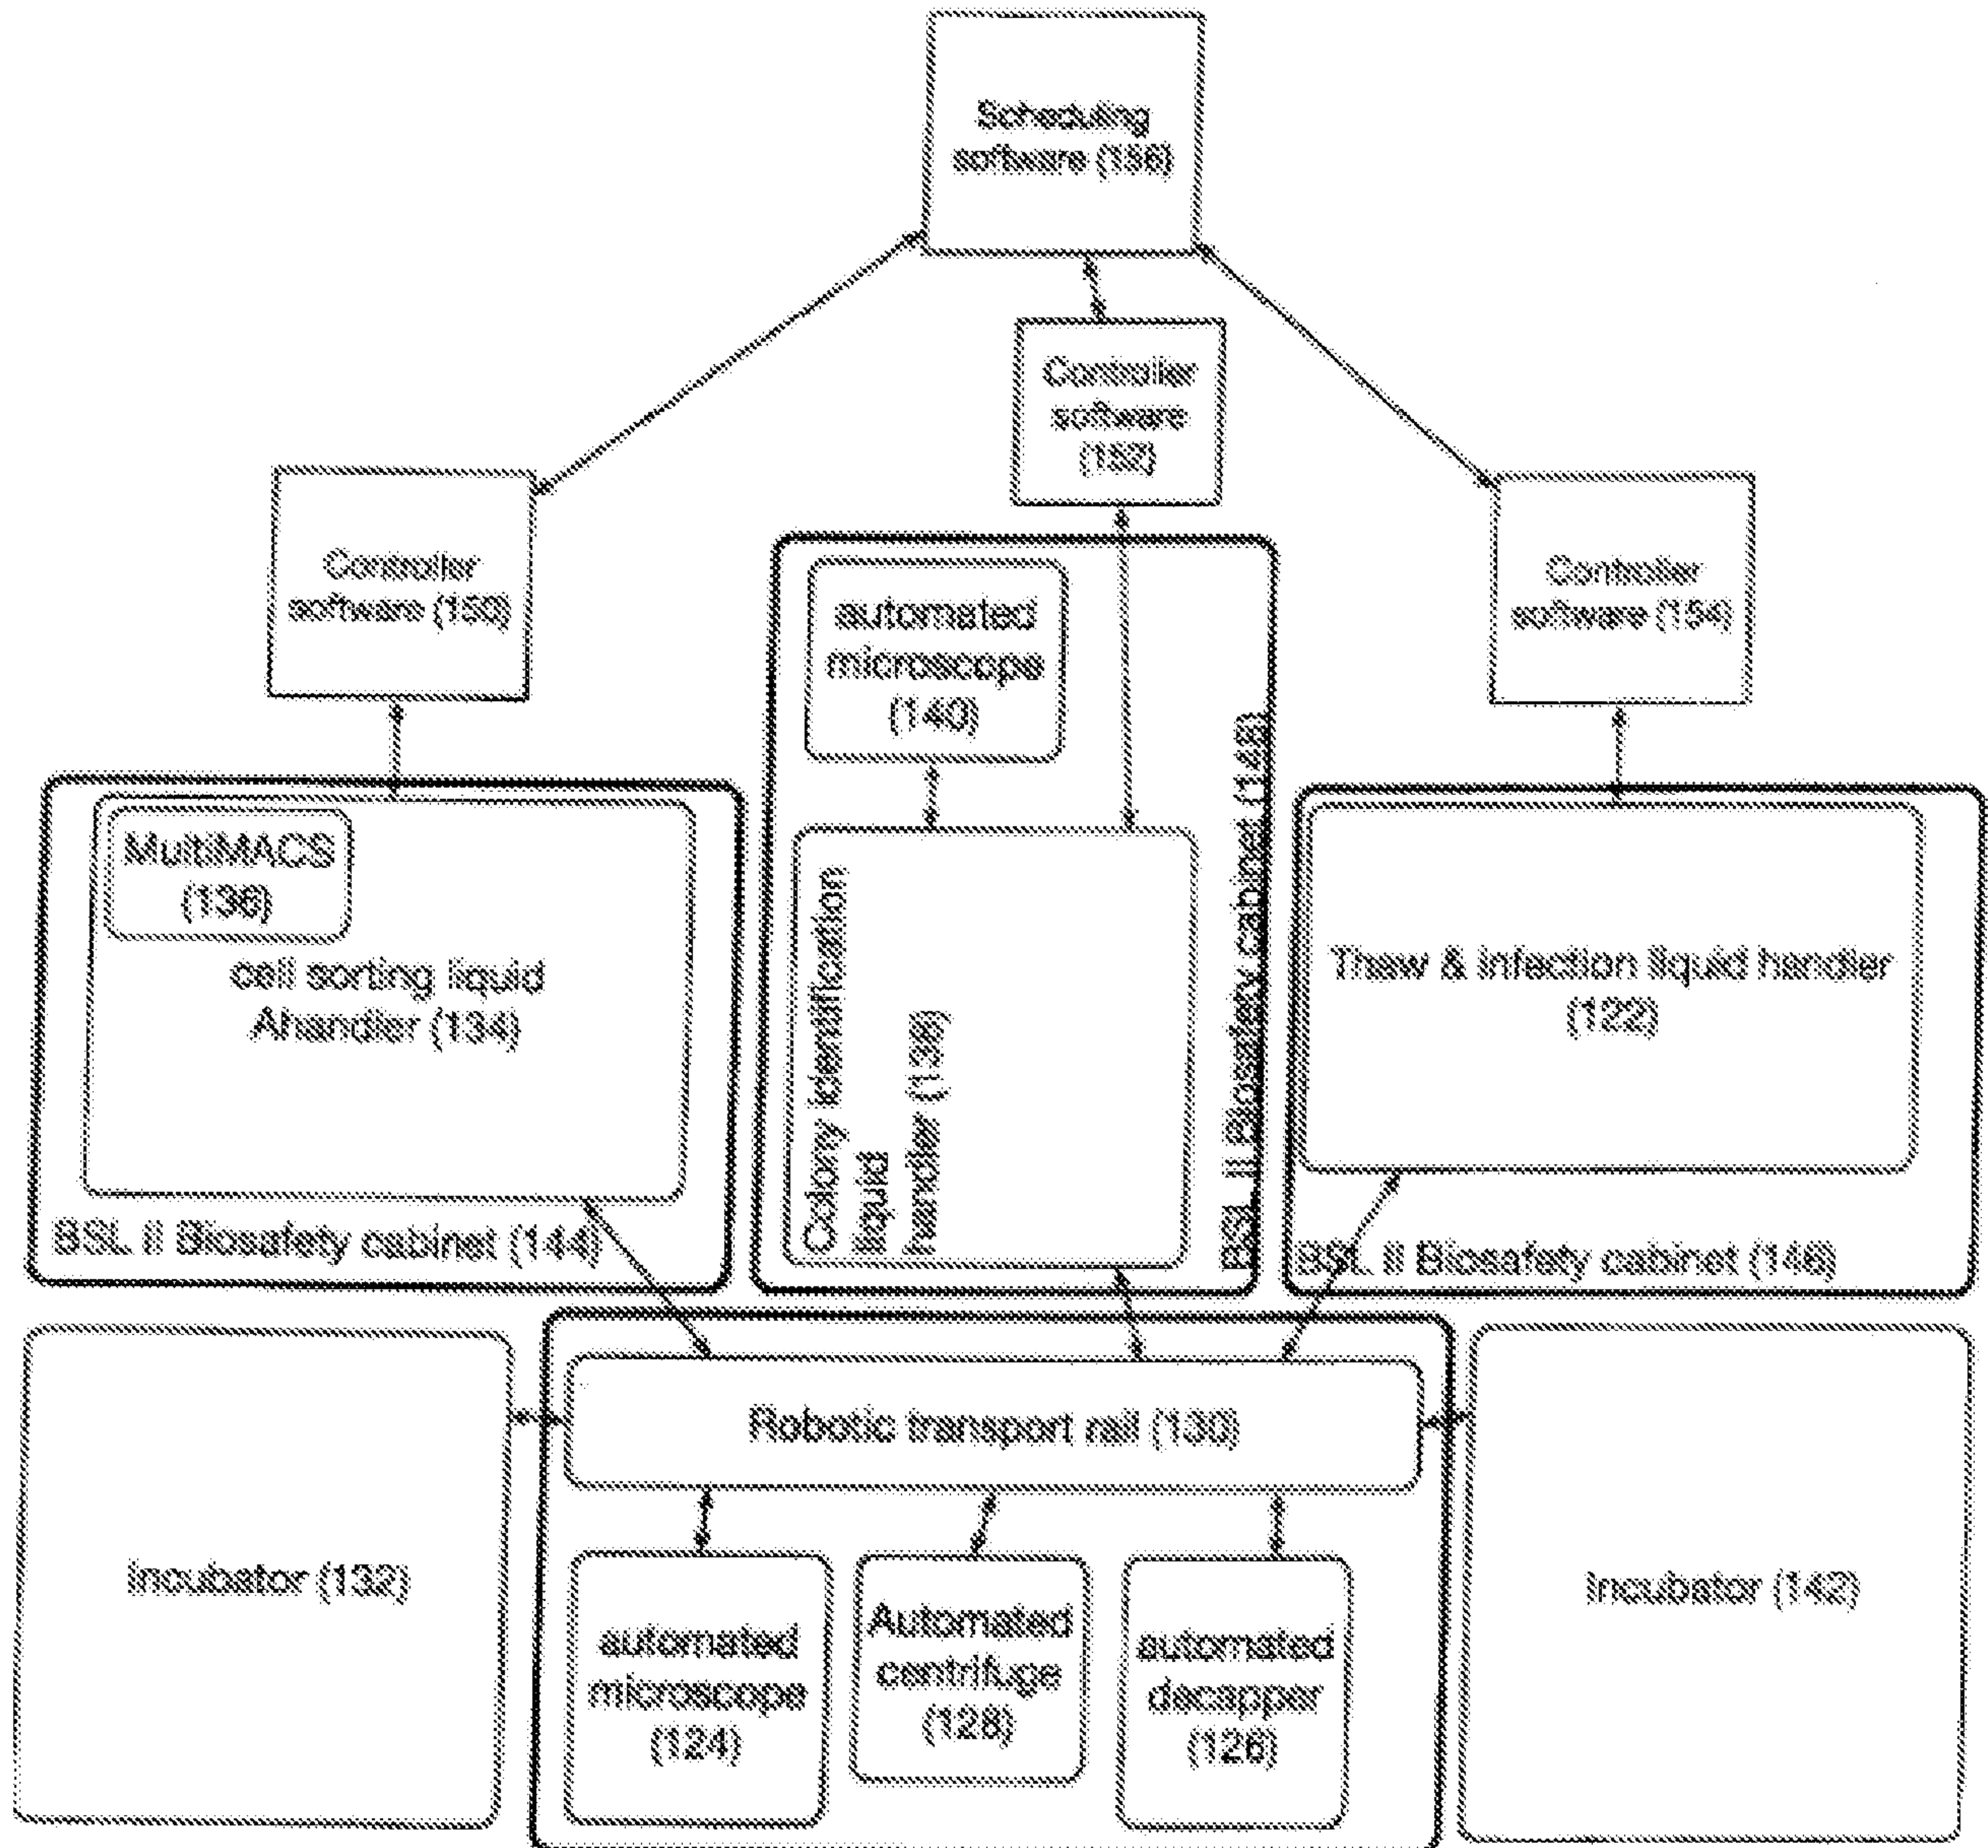 Scheduling
software (156)
Controller
software
(152)
Controller
software (150)
Controller
software (154)
automated
microscope
(140)
MultiMACS
(136)
cell sorting liquid
Ahandler (134)
BSL II Biosafety cabinet (144)
Colony identification
liquid
handler (138)
BSL II Biosafety cabinet (148)
Thaw & infection liquid handler
(122)
BSL II Biosafety cabinet (146)
Robotic transport rail (130)
incubator (132)
Incubator (142)
automated
microscope
(124)
Automated
centrifuge
(128)
automated
decapper
(126)